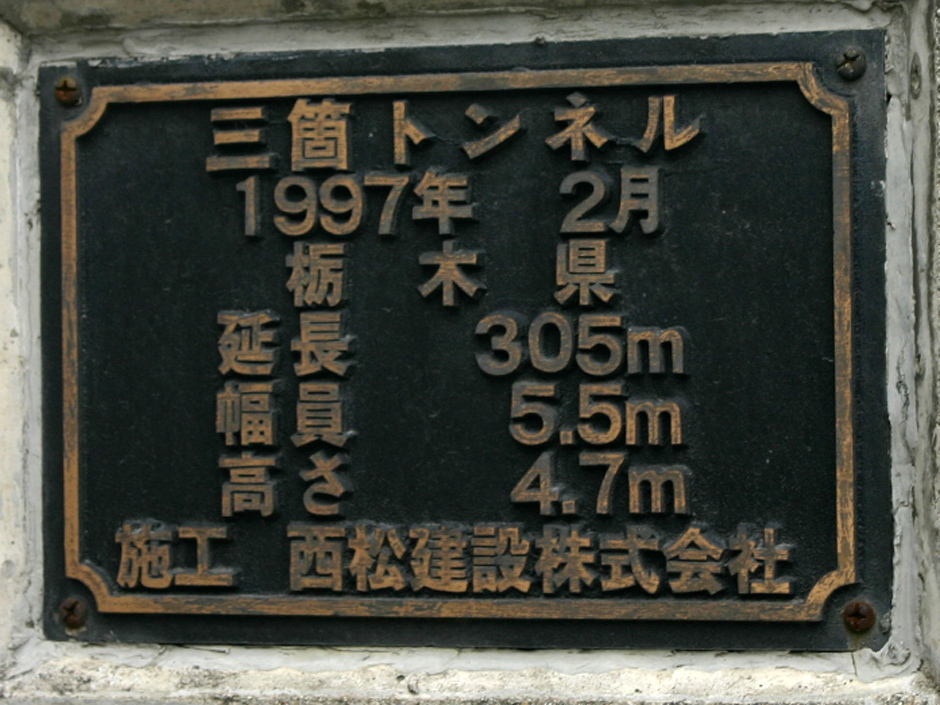 三箇トンネル
1997年 2月
栃木県
延長 305m
幅員 5.5m
高さ 4.7m
施工 西松建設株式会社